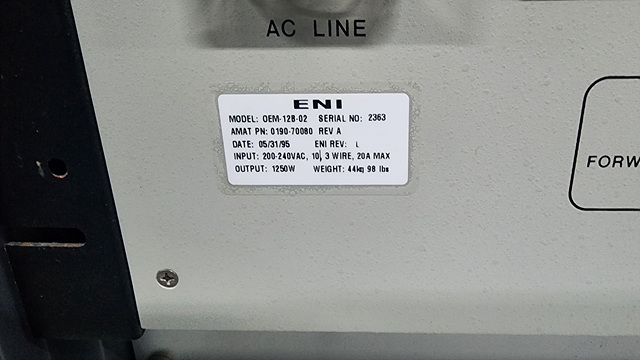 AC LINE
ENI
MODEL: OEM-12B-02 SERIAL NO: 2363
AMAT PN: 0190-70080 REV A
DATE: 05/31/95 ENI REV: L
INPUT: 200-240VAC, 10, 3 WIRE, 20A MAX
OUTPUT: 1250W WEIGHT: 44kg 98 lbs
FORW